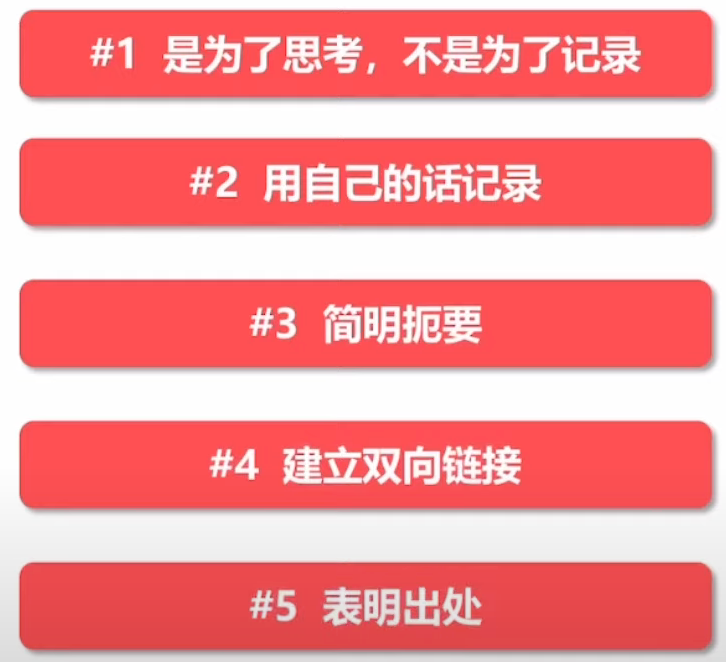 #1 是为了思考，不是为了记录
#2 用自己的话记录
#3 简明扼要
#4 建立双向链接
#5 表明出处